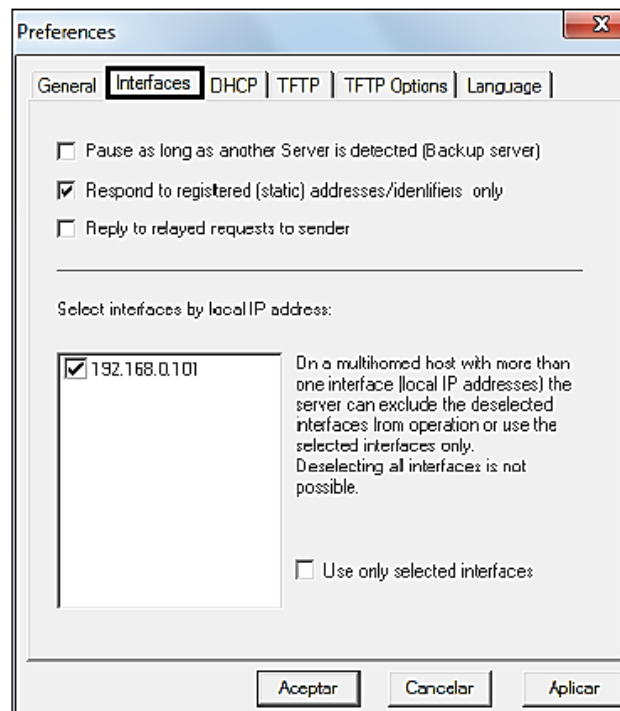 Preferences
General Interfaces DHCP TFTP TFTP Options Language
Pause as long as another Server is detected (Backup server)
Respond to registered (static) addresses/identifiers only
Reply to relayed requests to sender
Select interfaces by local IP address:
192.168.0.101
On a multihomed host with more than
one interface (local IP addresses) the
server can exclude the deselected
interfaces from operation or use the
selected interfaces only.
Deselecting all interfaces is not
possible.
Use only selected interfaces
Aceptar Cancelar Aplicar